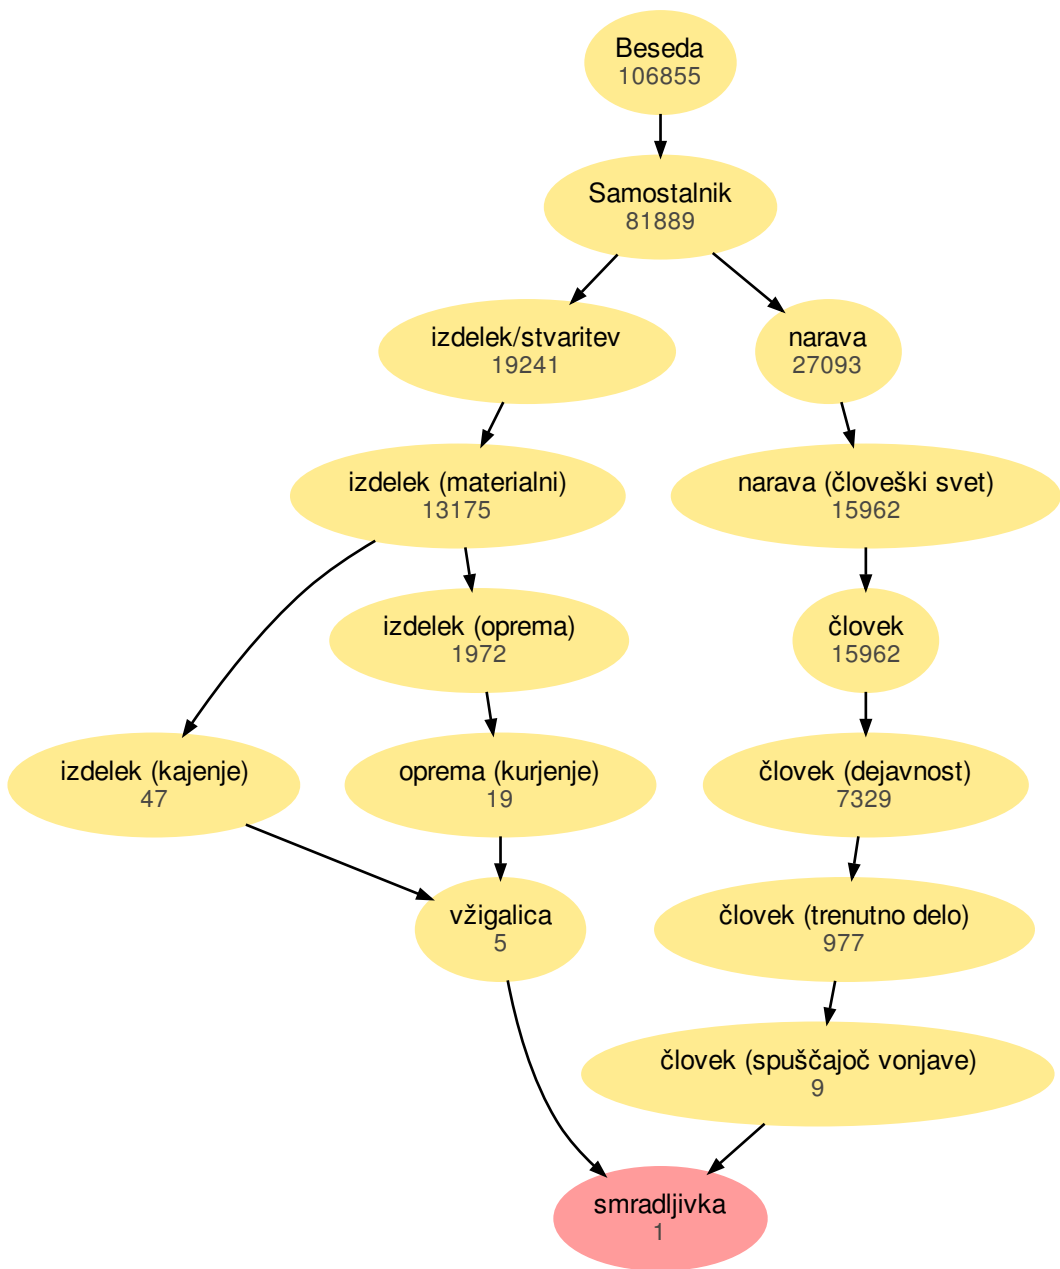 Beseda
106855
Samostalnik
81889
izdelek/stvaritev
19241
narava
27093
izdelek (materialni)
13175
narava (človeški svet)
15962
izdelek (oprema)
1972
človek
15962
izdelek (kajenje)
47
oprema (kurjenje)
19
človek (dejavnost)
7329
vžigalica
5
človek (trenutno delo)
977
človek (spuščajoč vonjave)
9
smradljivka
1